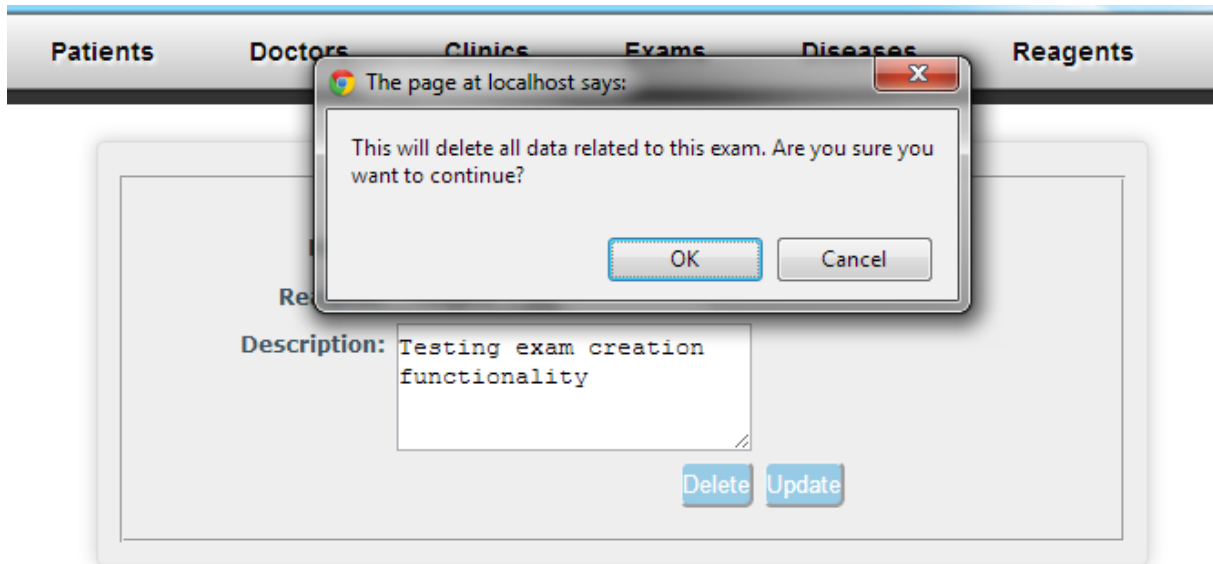 Patients Doctors Clinics Exams Diseases Reagents
The page at localhost says:
This will delete all data related to this exam. Are you sure you
want to continue?
OK Cancel
Description: Testing exam creation
functionality
Delete Update